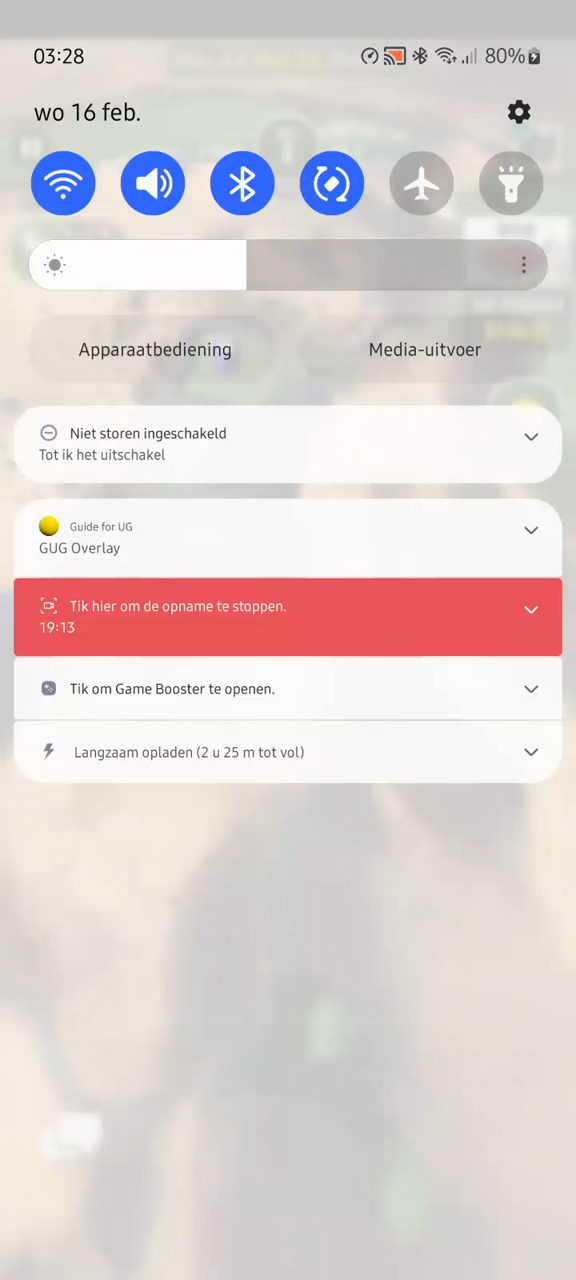 03:28
80%
wo 16 feb.
Apparaatbediening
Media-uitvoer
Niet storen ingeschakeld
Tot ik het uitschakel
Guide for UG
GUG Overlay
Tik hier om de opname te stoppen.
19:13
Tik om Game Booster te openen.
Langzaam opladen (2 u 25 m tot vol)